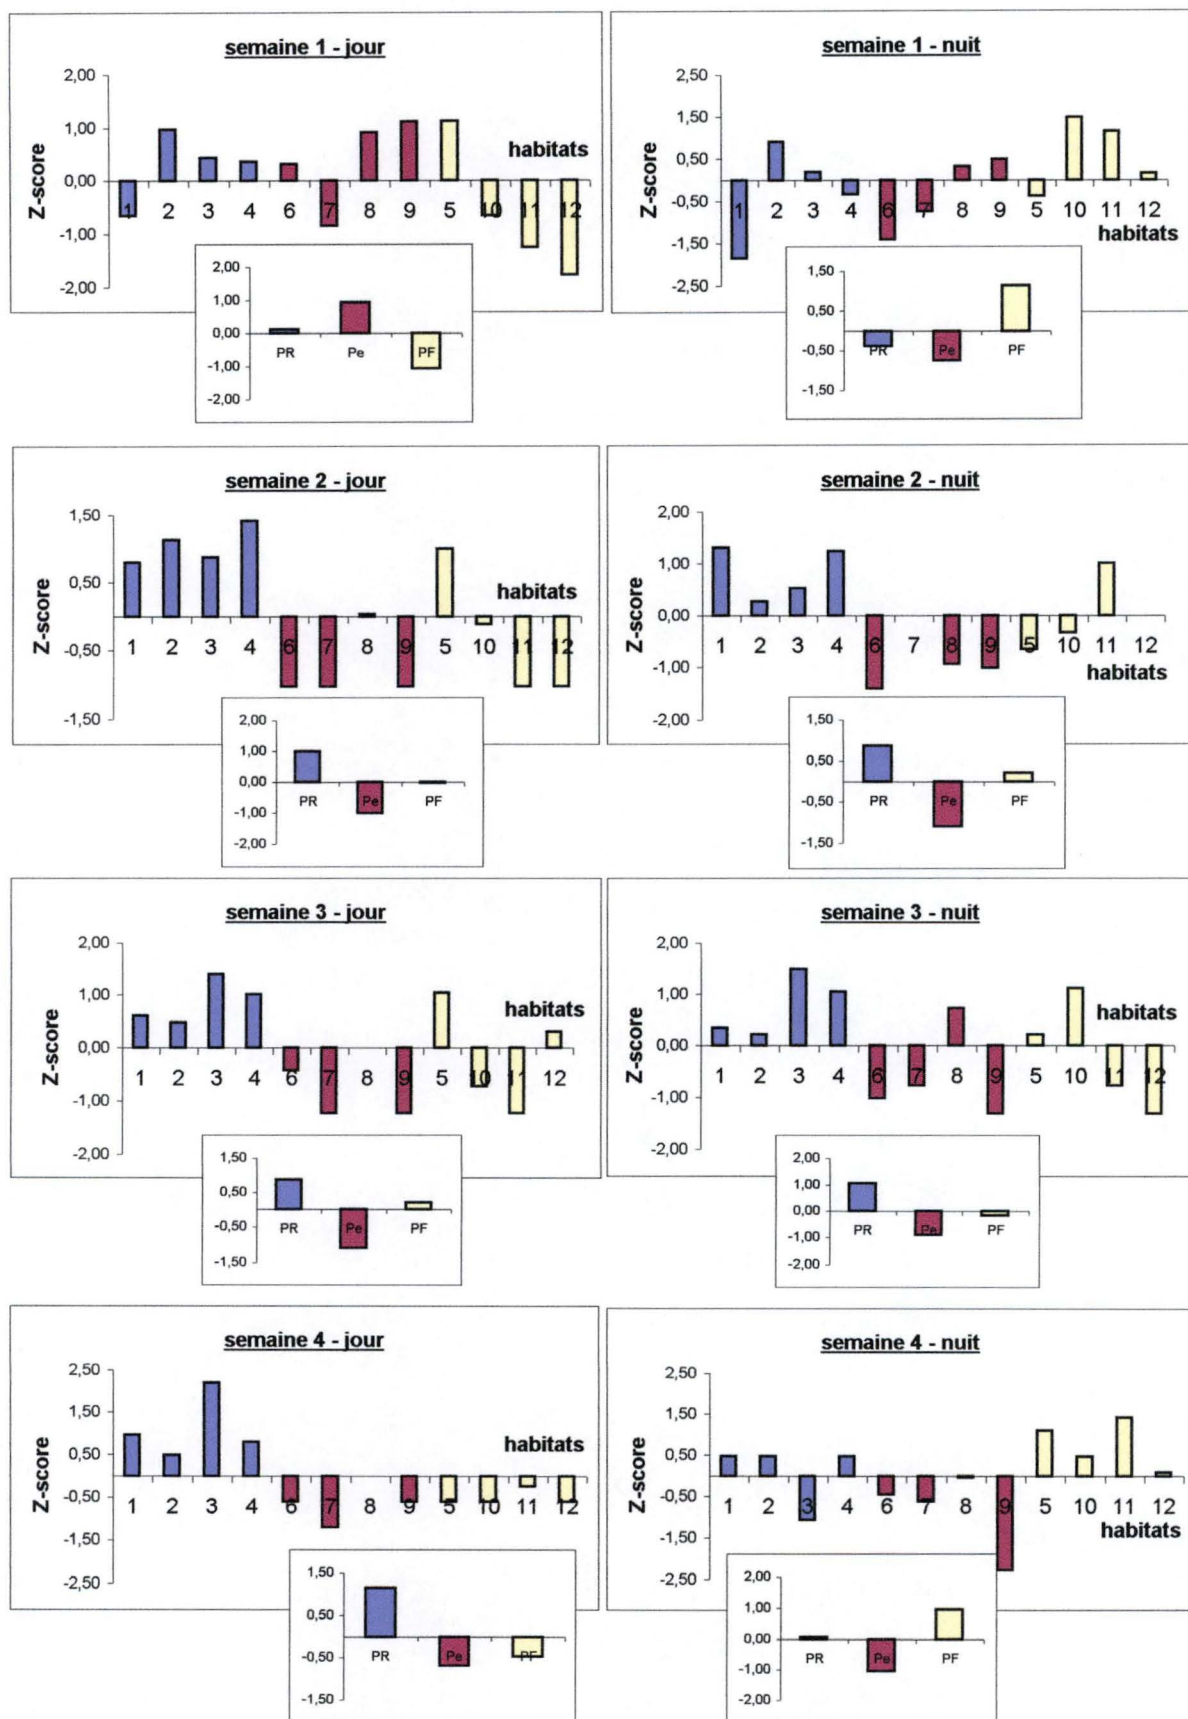 semaine 1 - jour
Z-score
2,00
1,00
0,00
-1,00
-2,00
habitats
1 2 3 4 6 7 8 9 5 10 11 12
2,00
1,00
0,00
-1,00
-2,00
PR Pe PF
semaine 1 - nuit
Z-score
2,50
1,50
0,50
-0,50
-1,50
-2,50
1 2 3 4 6 7 8 9 5 10 11 12
habitats
1,50
0,50
-0,50
-1,50
PR Pe PF
semaine 2 - jour
Z-score
1,50
0,50
-0,50
-1,50
habitats
1 2 3 4 6 7 8 9 5 10 11 12
2,00
1,00
0,00
-1,00
-2,00
PR Pe PF
semaine 2 - nuit
Z-score
2,00
1,00
0,00
-1,00
-2,00
1 2 3 4 6 7 8 9 5 10 11 12
habitats
1,50
0,50
-0,50
-1,50
PR Pe PF
semaine 3 - jour
Z-score
2,00
1,00
0,00
-1,00
-2,00
habitats
1 2 3 4 6 7 8 9 5 10 11 12
1,50
0,50
-0,50
-1,50
PR Pe PF
semaine 3 - nuit
Z-score
2,00
1,00
0,00
-1,00
-2,00
habitats
1 2 3 4 6 7 8 9 5 10 11 12
2,00
1,00
0,00
-1,00
-2,00
PR Pe PF
semaine 4 - jour
Z-score
2,50
1,50
0,50
-0,50
-1,50
-2,50
habitats
1 2 3 4 6 7 8 9 5 10 11 12
1,50
0,50
-0,50
-1,50
PR Pe PF
semaine 4 - nuit
Z-score
2,50
1,50
0,50
-0,50
-1,50
-2,50
1 2 3 4 6 7 8 9 5 10 11 12
habitats
2,00
1,00
0,00
-1,00
-2,00
PR Pe PF